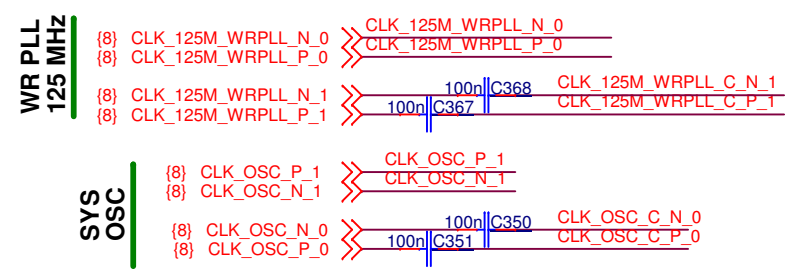 WR PLL
125 MHz
{8} CLK_125M_WRPLL_N_0 CLK_125M_WRPLL_N_0
{8} CLK_125M_WRPLL_P_0 CLK_125M_WRPLL_P_0
{8} CLK_125M_WRPLL_N_1 100n C368 CLK_125M_WRPLL_C_N_1
{8} CLK_125M_WRPLL_P_1 100n C367 CLK_125M_WRPLL_C_P_1
SYS
OSC
{8} CLK_OSC_P_1 CLK_OSC_P_1
{8} CLK_OSC_N_1 CLK_OSC_N_1
{8} CLK_OSC_N_0 100n C350 CLK_OSC_C_N_0
{8} CLK_OSC_P_0 100n C351 CLK_OSC_C_P_0